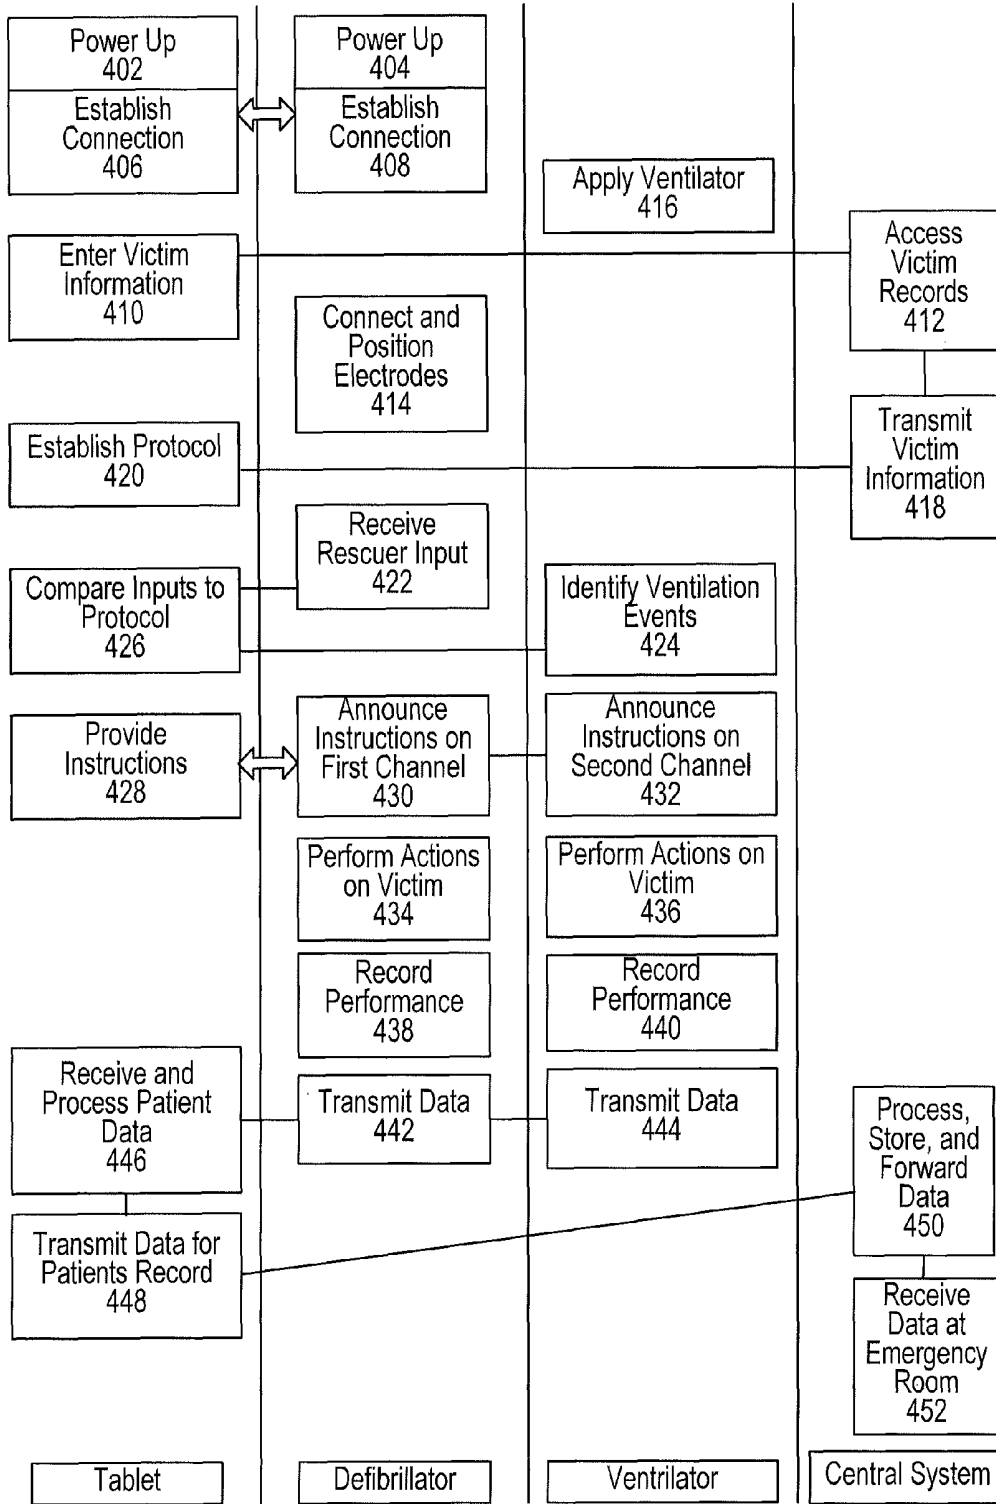 Power Up
402
Establish
Connection
406
Power Up
404
Establish
Connection
408
Apply Ventilator
416
Enter Victim
Information
410
Access
Victim
Records
412
Connect and
Position
Electrodes
414
Transmit
Victim
Information
418
Establish Protocol
420
Receive
Rescuer Input
422
Compare Inputs to
Protocol
426
Identify Ventilation
Events
424
Provide
Instructions
428
Announce
Instructions on
First Channel
430
Announce
Instructions on
Second Channel
432
Perform Actions
on Victim
434
Perform Actions on
Victim
436
Record
Performance
438
Record
Performance
440
Receive and
Process Patient
Data
446
Transmit Data
442
Transmit Data
444
Process,
Store, and
Forward
Data
450
Transmit Data for
Patients Record
448
Receive
Data at
Emergency
Room
452
Tablet
Defibrillator
Ventrilator
Central System